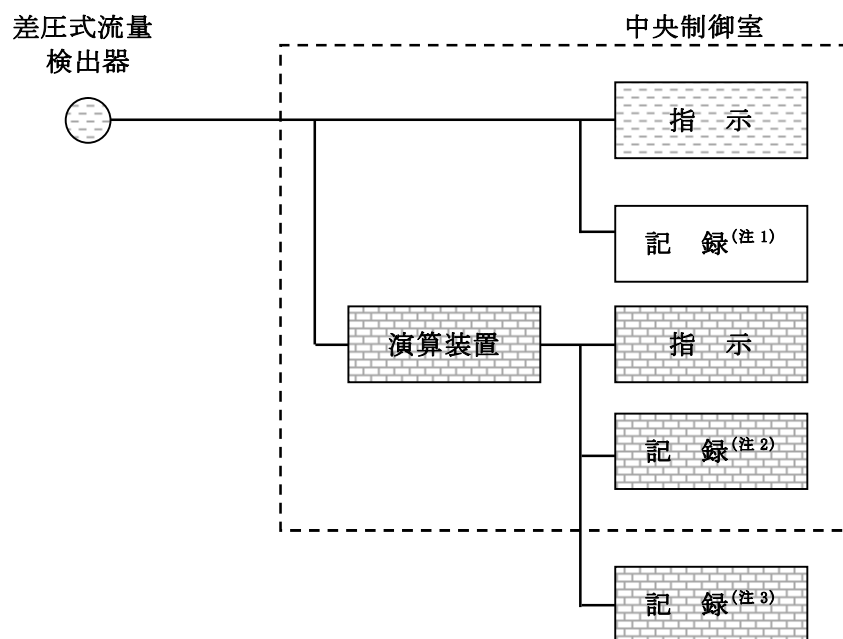 差圧式流量
検出器
中央制御室
指 示
記 録(注1)
演算装置
指 示
記 録(注2)
記 録(注3)